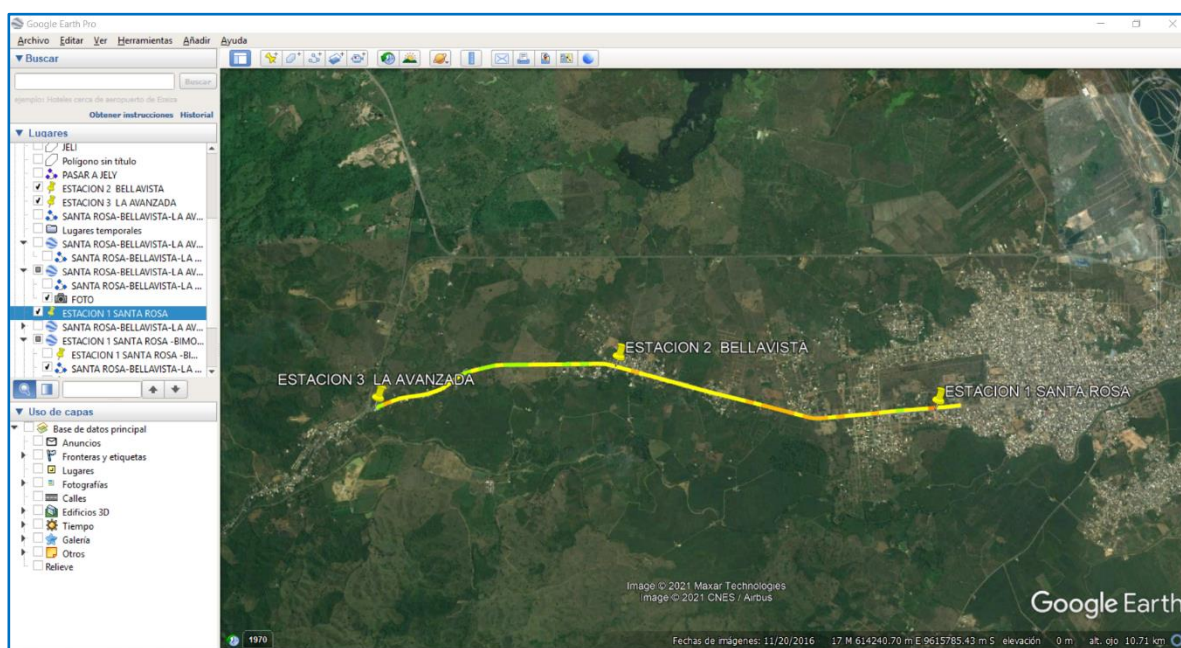 Google Earth Pro
Archivo Editar Ver Herramientas Añadir Ayuda
Buscar
Buscar
ejemplo: Hoteles cerca de aeropuerto de Ezeiza
Obtener instrucciones Historial
Lugares
JELI
Polígono sin título
PASAR A JELY
ESTACION 2 BELLAVISTA
ESTACION 3 LA AVANZADA
SANTA ROSA-BELLAVISTA-LA AV...
Lugares temporales
SANTA ROSA-BELLAVISTA-LA AV...
SANTA ROSA-BELLAVISTA-LA ...
SANTA ROSA-BELLAVISTA-LA AV...
SANTA ROSA-BELLAVISTA-LA ...
FOTO
ESTACION 1 SANTA ROSA
SANTA ROSA-BELLAVISTA-LA AV...
ESTACION 1 SANTA ROSA -BIMO...
ESTACION 1 SANTA ROSA -BI...
SANTA ROSA-BELLAVISTA-LA ...
Uso de capas
Base de datos principal
Anuncios
Fronteras y etiquetas
Lugares
Fotografías
Calles
Edificios 3D
Tiempo
Galería
Otros
Relieve
ESTACION 2 BELLAVISTA
ESTACION 3 LA AVANZADA
ESTACION 1 SANTA ROSA
Image © 2021 Maxar Technologies
Image © 2021 CNES / Airbus
Google Earth
1970
Fechas de imágenes: 11/20/2016 17 M 614240.70 m E 9615785.43 m S elevación 0 m alt. ojo 10.71 km